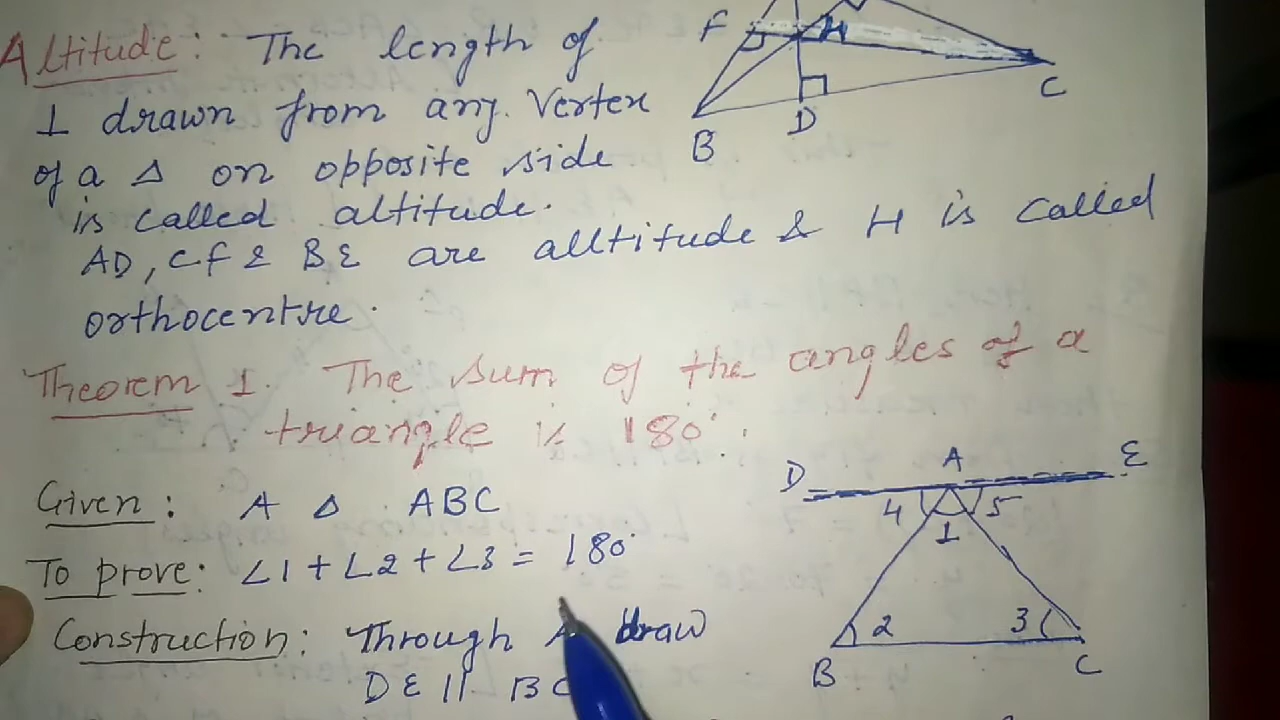 Altitude: The length of
⊥ drawn from any vertex
of a Δ on opposite side
is called altitude.
AD, CF & BE are alltitude & H is called
orthocentre.
F
H
C
D
B
Theorem 1. The sum of the angles of a
triangle is 180°.
Given: A Δ ABC
To prove: ∠1 + ∠2 + ∠3 = 180°
Construction: Through A draw
DE || BC
D A E
4 1 5
2 3
B C